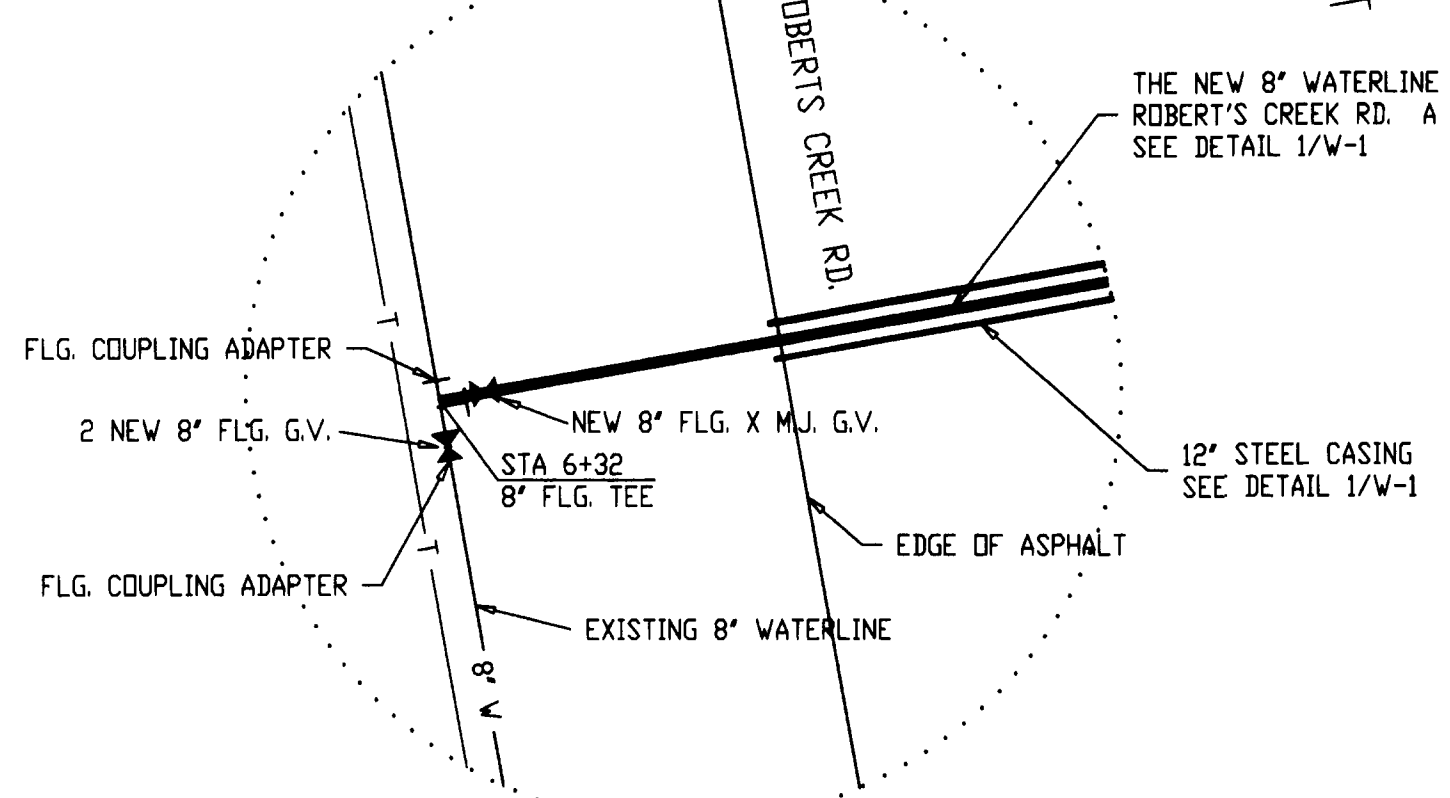 OBERTS CREEK RD.
THE NEW 8" WATERLINE
ROBERT'S CREEK RD. A
SEE DETAIL 1/W-1
T
FLG. COUPLING ADAPTER
2 NEW 8" FLG. G.V.
NEW 8" FLG. X M.J. G.V.
STA 6+32
8" FLG. TEE
12" STEEL CASING
SEE DETAIL 1/W-1
T
EDGE OF ASPHALT
FLG. COUPLING ADAPTER
EXISTING 8" WATERLINE
8" W